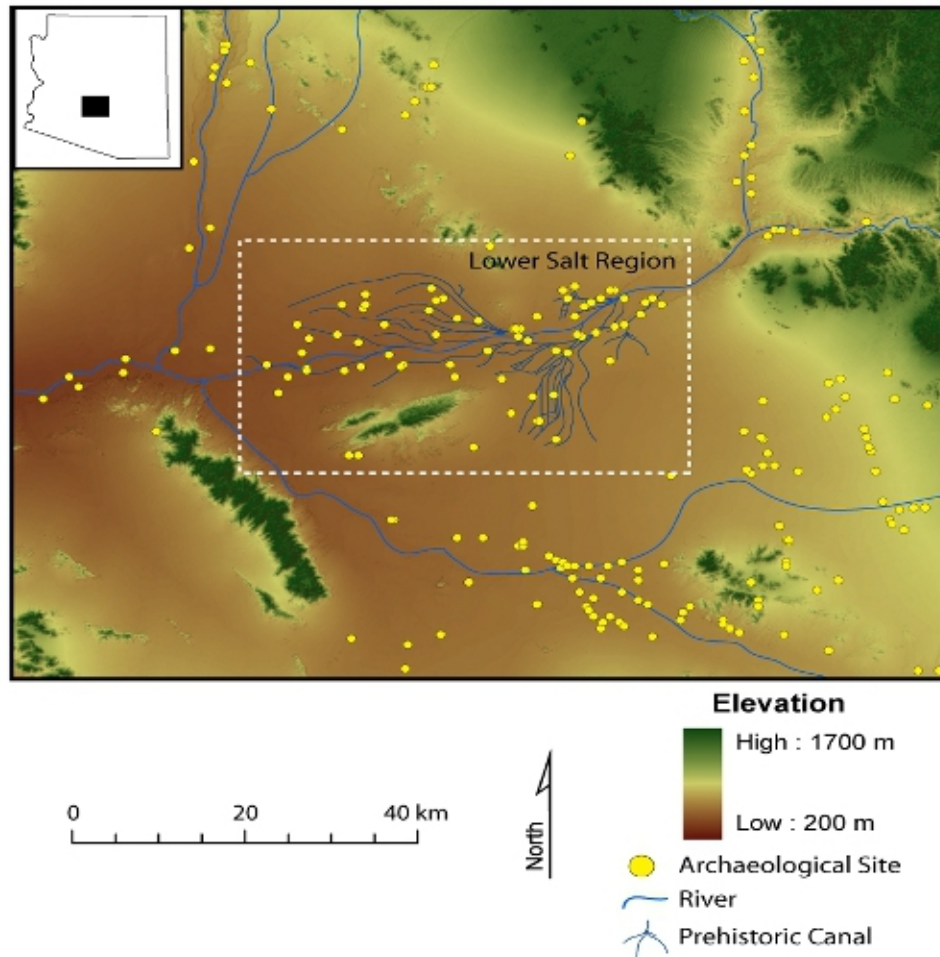 Lower Salt Region
Elevation
High : 1700 m
Low : 200 m
0 20 40 km
North
Archaeological Site
River
Prehistoric Canal